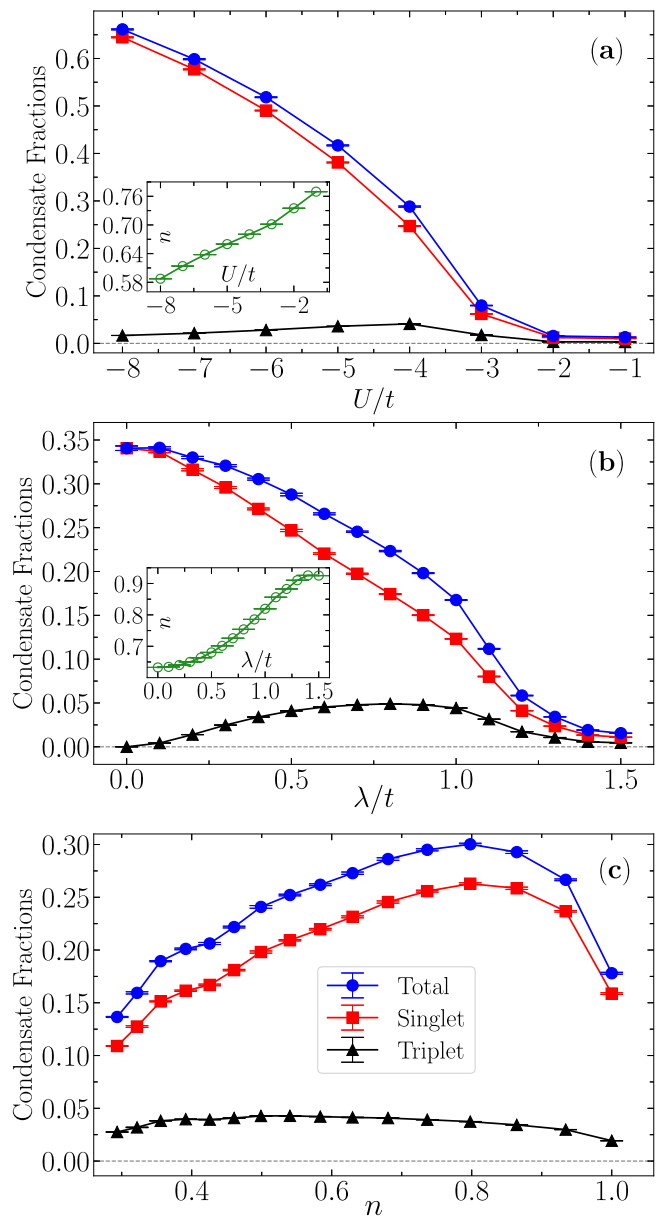 (a)
Condensate Fractions
0.6
0.5
0.4
0.3
0.2
0.1
0.0
−8 −7 −6 −5 −4 −3 −2 −1
U/t
n
0.76
0.70
0.64
0.58
−8 −5 −2
U/t
(b)
Condensate Fractions
0.35
0.30
0.25
0.20
0.15
0.10
0.05
0.00
0.0 0.5 1.0 1.5
λ/t
n
0.9
0.8
0.7
0.0 0.5 1.0 1.5
λ/t
(c)
Condensate Fractions
0.30
0.25
0.20
0.15
0.10
0.05
0.00
0.4 0.6 0.8 1.0
n
Total
Singlet
Triplet